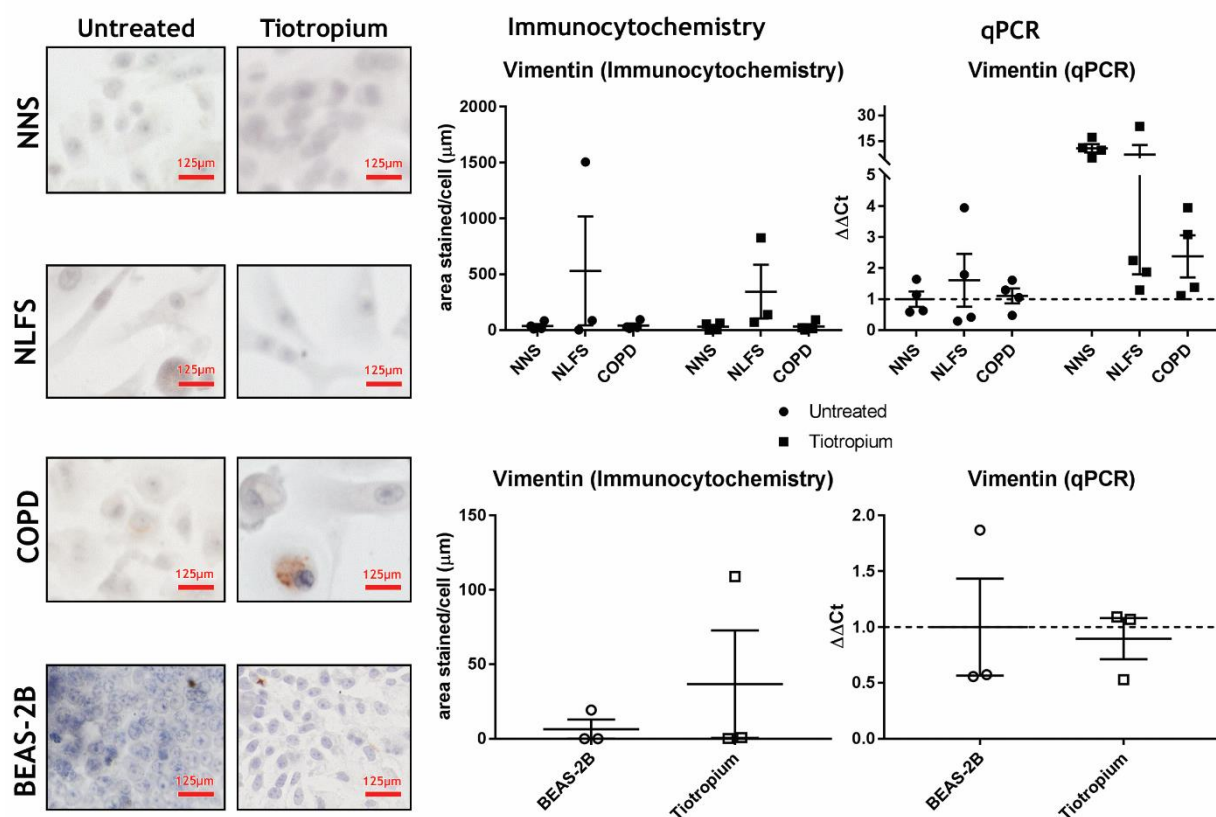 Untreated
Tiotropium
NNS
125µm
125µm
NLFS
125µm
125µm
COPD
125µm
125µm
BEAS-2B
125µm
125µm
Immunocytochemistry
qPCR
Vimentin (Immunocytochemistry)
area stained/cell (µm)
2000
1500
1000
500
0
NNS
NLFS
COPD
NNS
NLFS
COPD
Vimentin (qPCR)
ΔΔCt
30
15
5
4
3
2
1
0
NNS
NLFS
COPD
NNS
NLFS
COPD
Untreated
Tiotropium
Vimentin (Immunocytochemistry)
area stained/cell (µm)
150
100
50
0
BEAS-2B
Tiotropium
Vimentin (qPCR)
ΔΔCt
2.0
1.5
1.0
0.5
0.0
BEAS-2B
Tiotropium